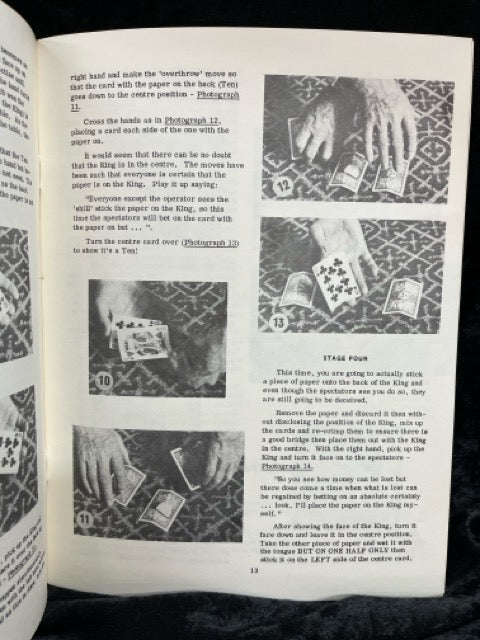 right hand and make the 'overthrow' move so
that the card with the paper on the back (Ten)
goes down to the centre position - Photograph
11.
Cross the hands as in Photograph 12,
placing a card each side of the one with the
paper on.
It would seem that there can be no doubt
that the King is in the centre. The moves have
been such that everyone is certain that the
paper is on the King. Play it up saying:
"Everyone except the operator sees the
'shill' stick the paper on the King, so this
time the spectators will bet on the card with
the paper on but ... ".
Turn the centre card over (Photograph 13)
to show it's a Ten!
10
11
12
13
STAGE FOUR
This time, you are going to actually stick
a piece of paper onto the back of the King and
even though the spectators see you do so, they
are still going to be deceived.
Remove the paper and discard it then with-
out disclosing the position of the King, mix up
the cards and re-crimp them to ensure there is
a good bridge then place them out with the King
in the centre. With the right hand, pick up the
King and turn it face on to the spectators -
Photograph 14.
"So you see how money can be lost but
there does come a time when what is lost can
be regained by betting on an absolute certainty
... look, I'll place the paper on the King my-
self."
After showing the face of the King, turn it
face down and leave it in the centre position.
Take the other piece of paper and wet it with
the tongue BUT ON ONE HALF ONLY then
stick it on the LEFT side of the centre card,
13